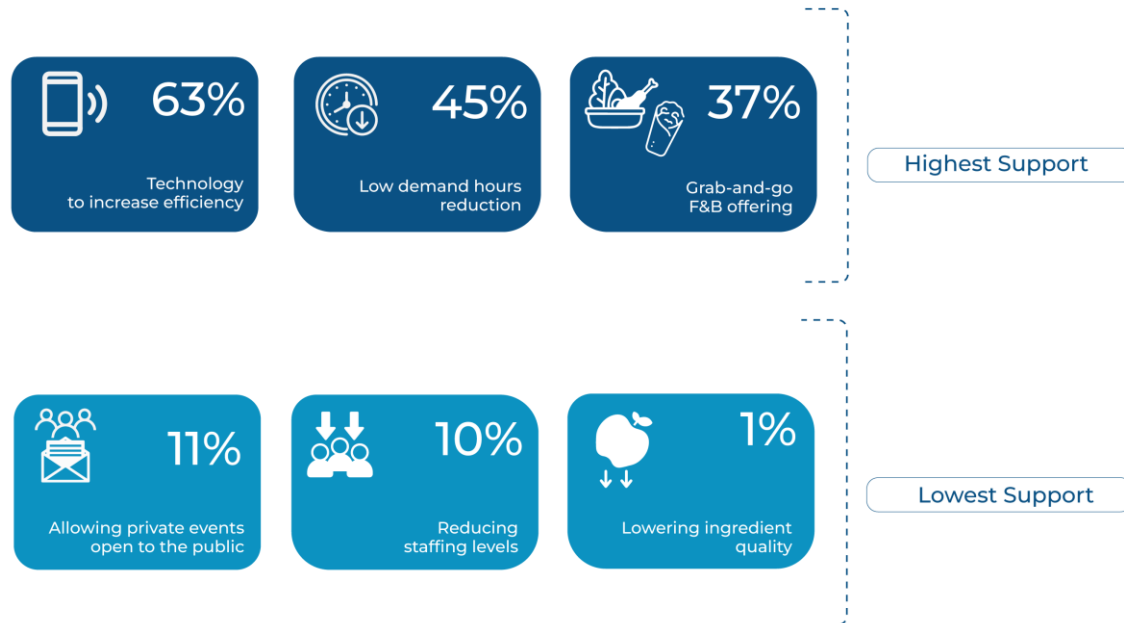 63%
Technology
to increase efficiency
45%
Low demand hours
reduction
37%
Grab-and-go
F&B offering
Highest Support
11%
Allowing private events
open to the public
10%
Reducing
staffing levels
1%
Lowering ingredient
quality
Lowest Support